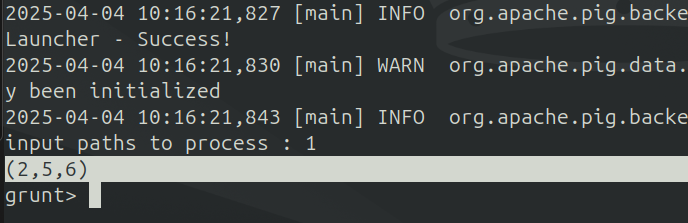 2025-04-04 10:16:21,827 [main] INFO  org.apache.pig.backe
Launcher - Success!
2025-04-04 10:16:21,830 [main] WARN  org.apache.pig.data.
y been initialized
2025-04-04 10:16:21,843 [main] INFO  org.apache.pig.backe
input paths to process : 1
(2,5,6)
grunt>